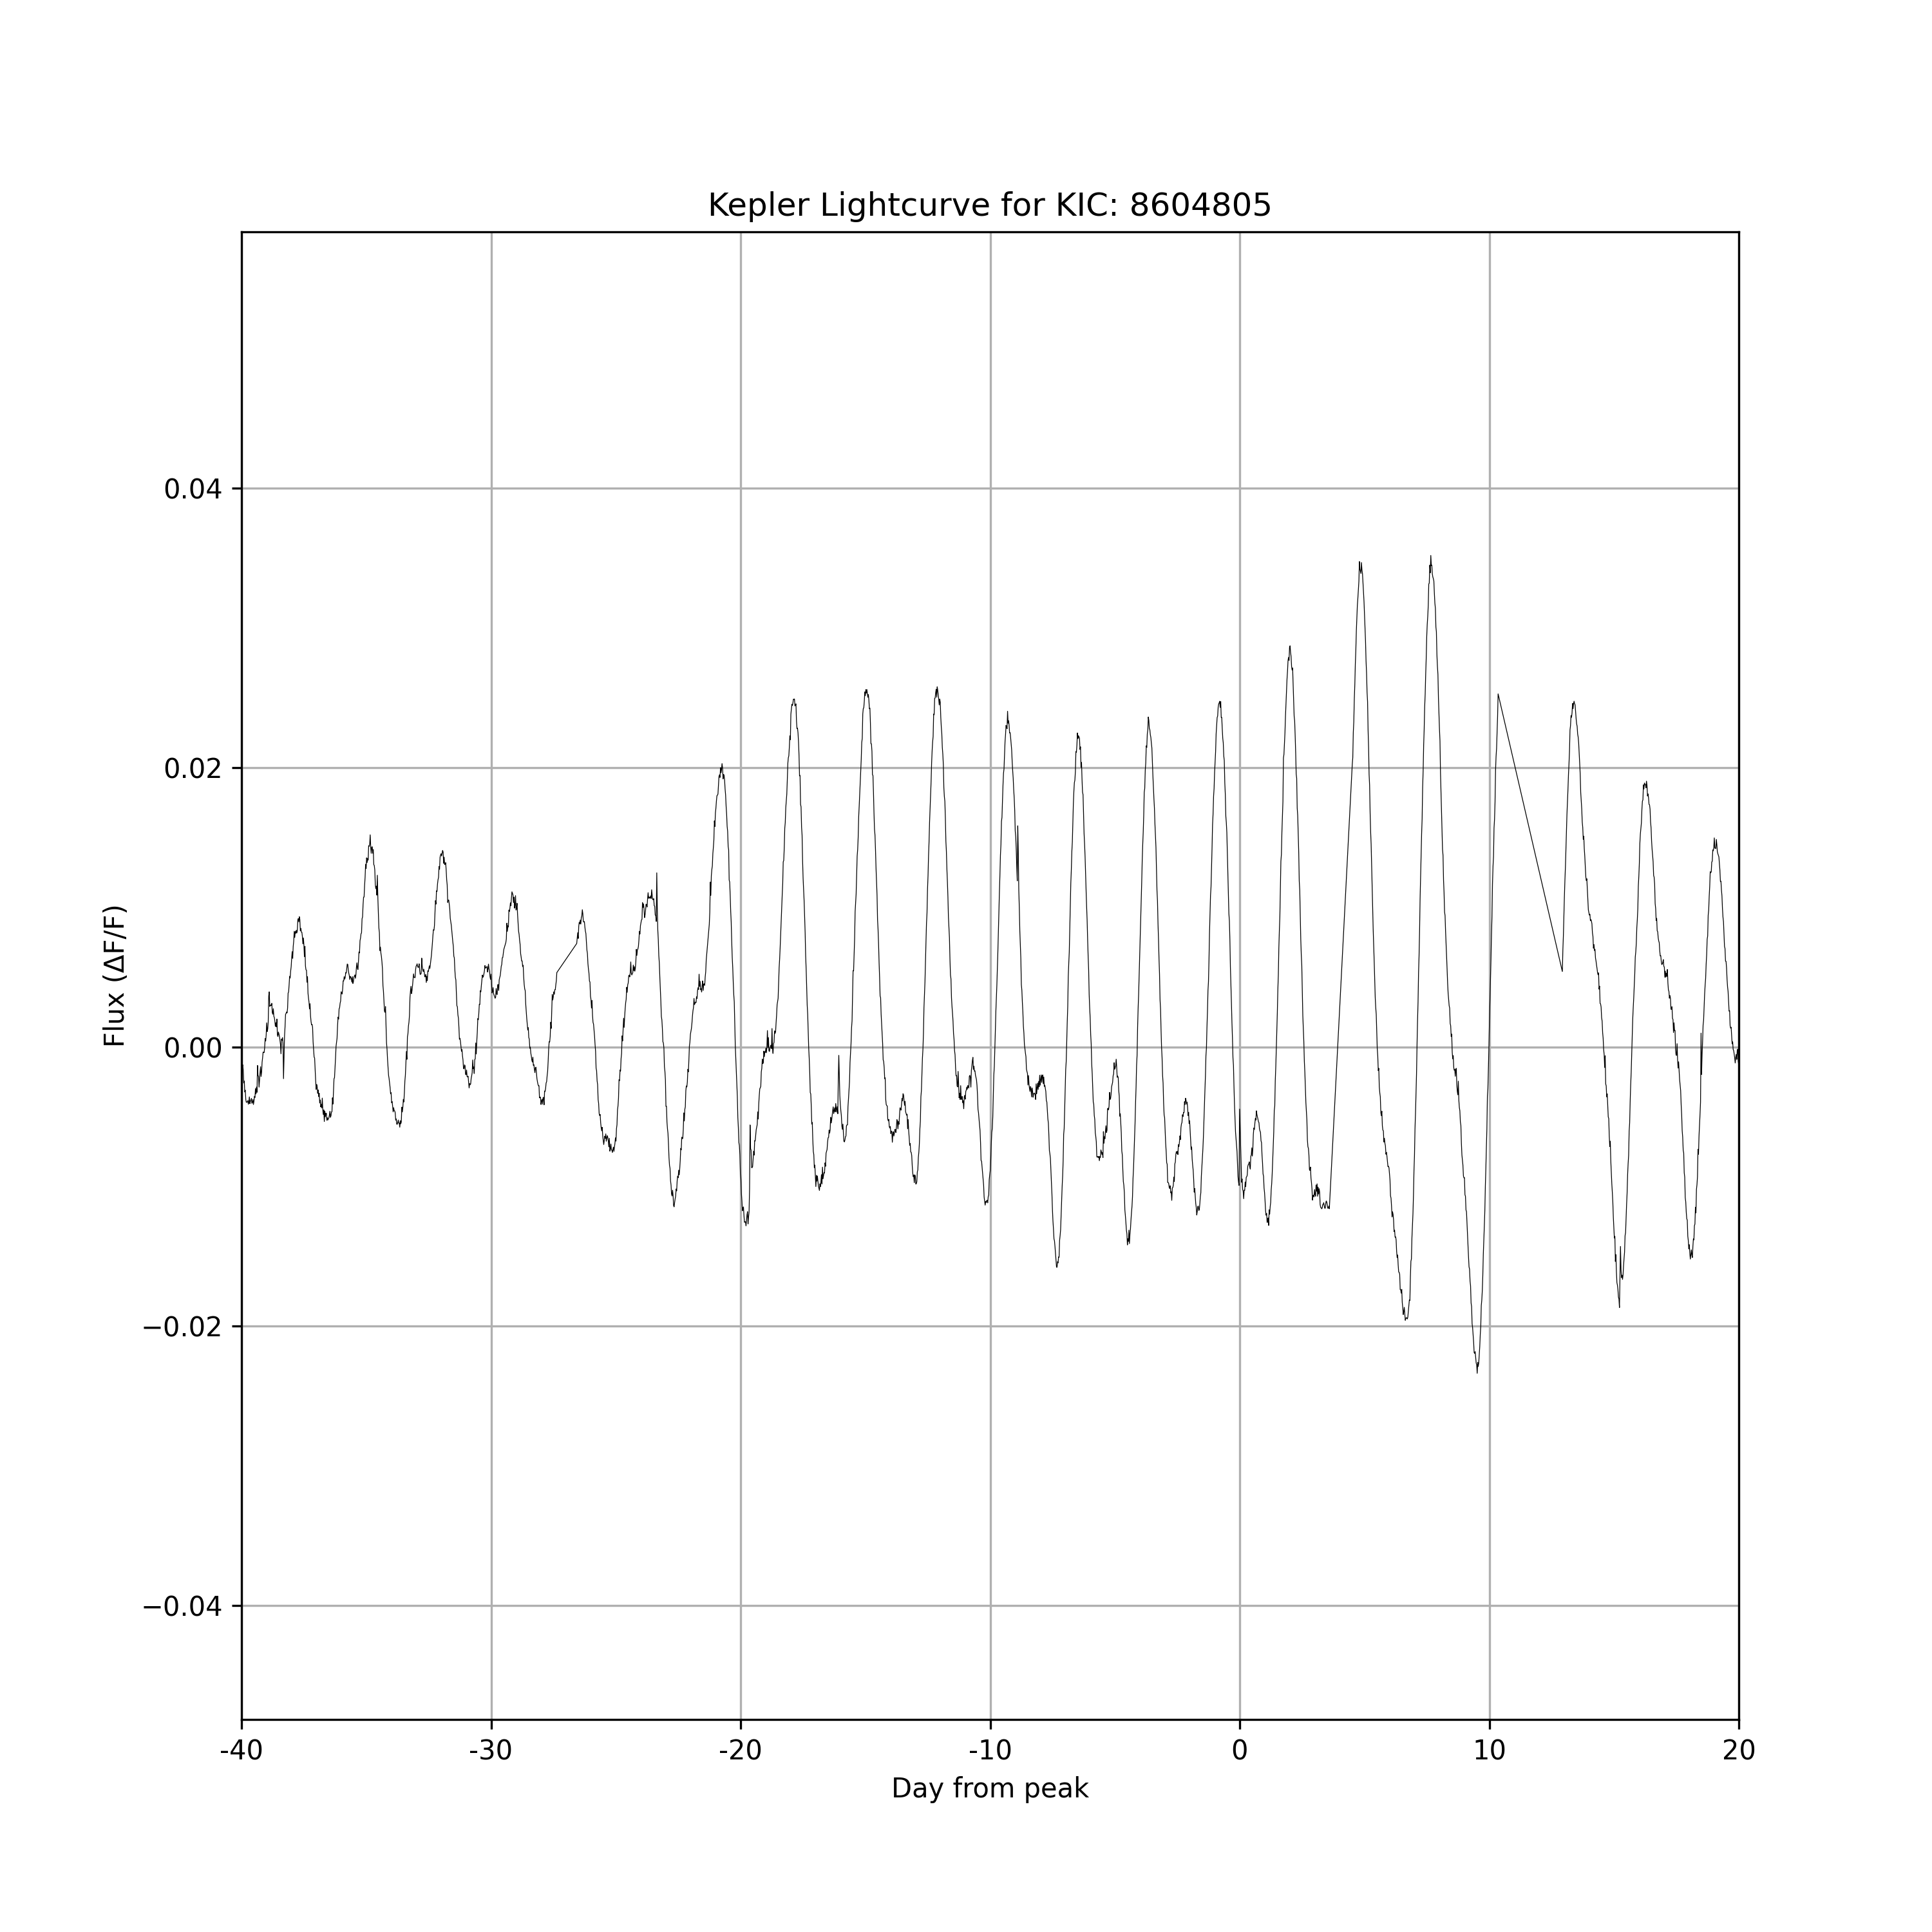 Kepler Lightcurve for KIC: 8604805
Flux (ΔF/F)
0.04
0.02
0.00
−0.02
−0.04
-40 -30 -20 -10 0 10 20
Day from peak